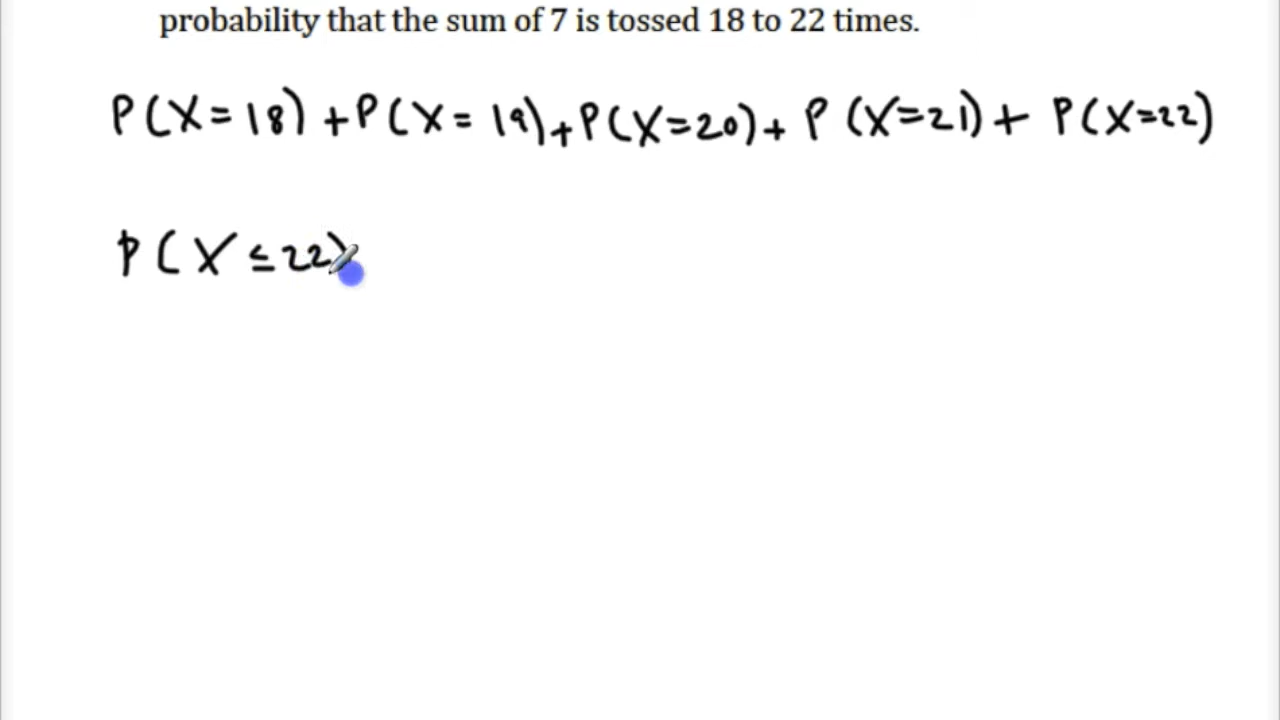 probability that the sum of 7 is tossed 18 to 22 times.
P(X=18)+P(X=19)+P(X=20)+P(X=21)+P(X=22)
P(X≤22)